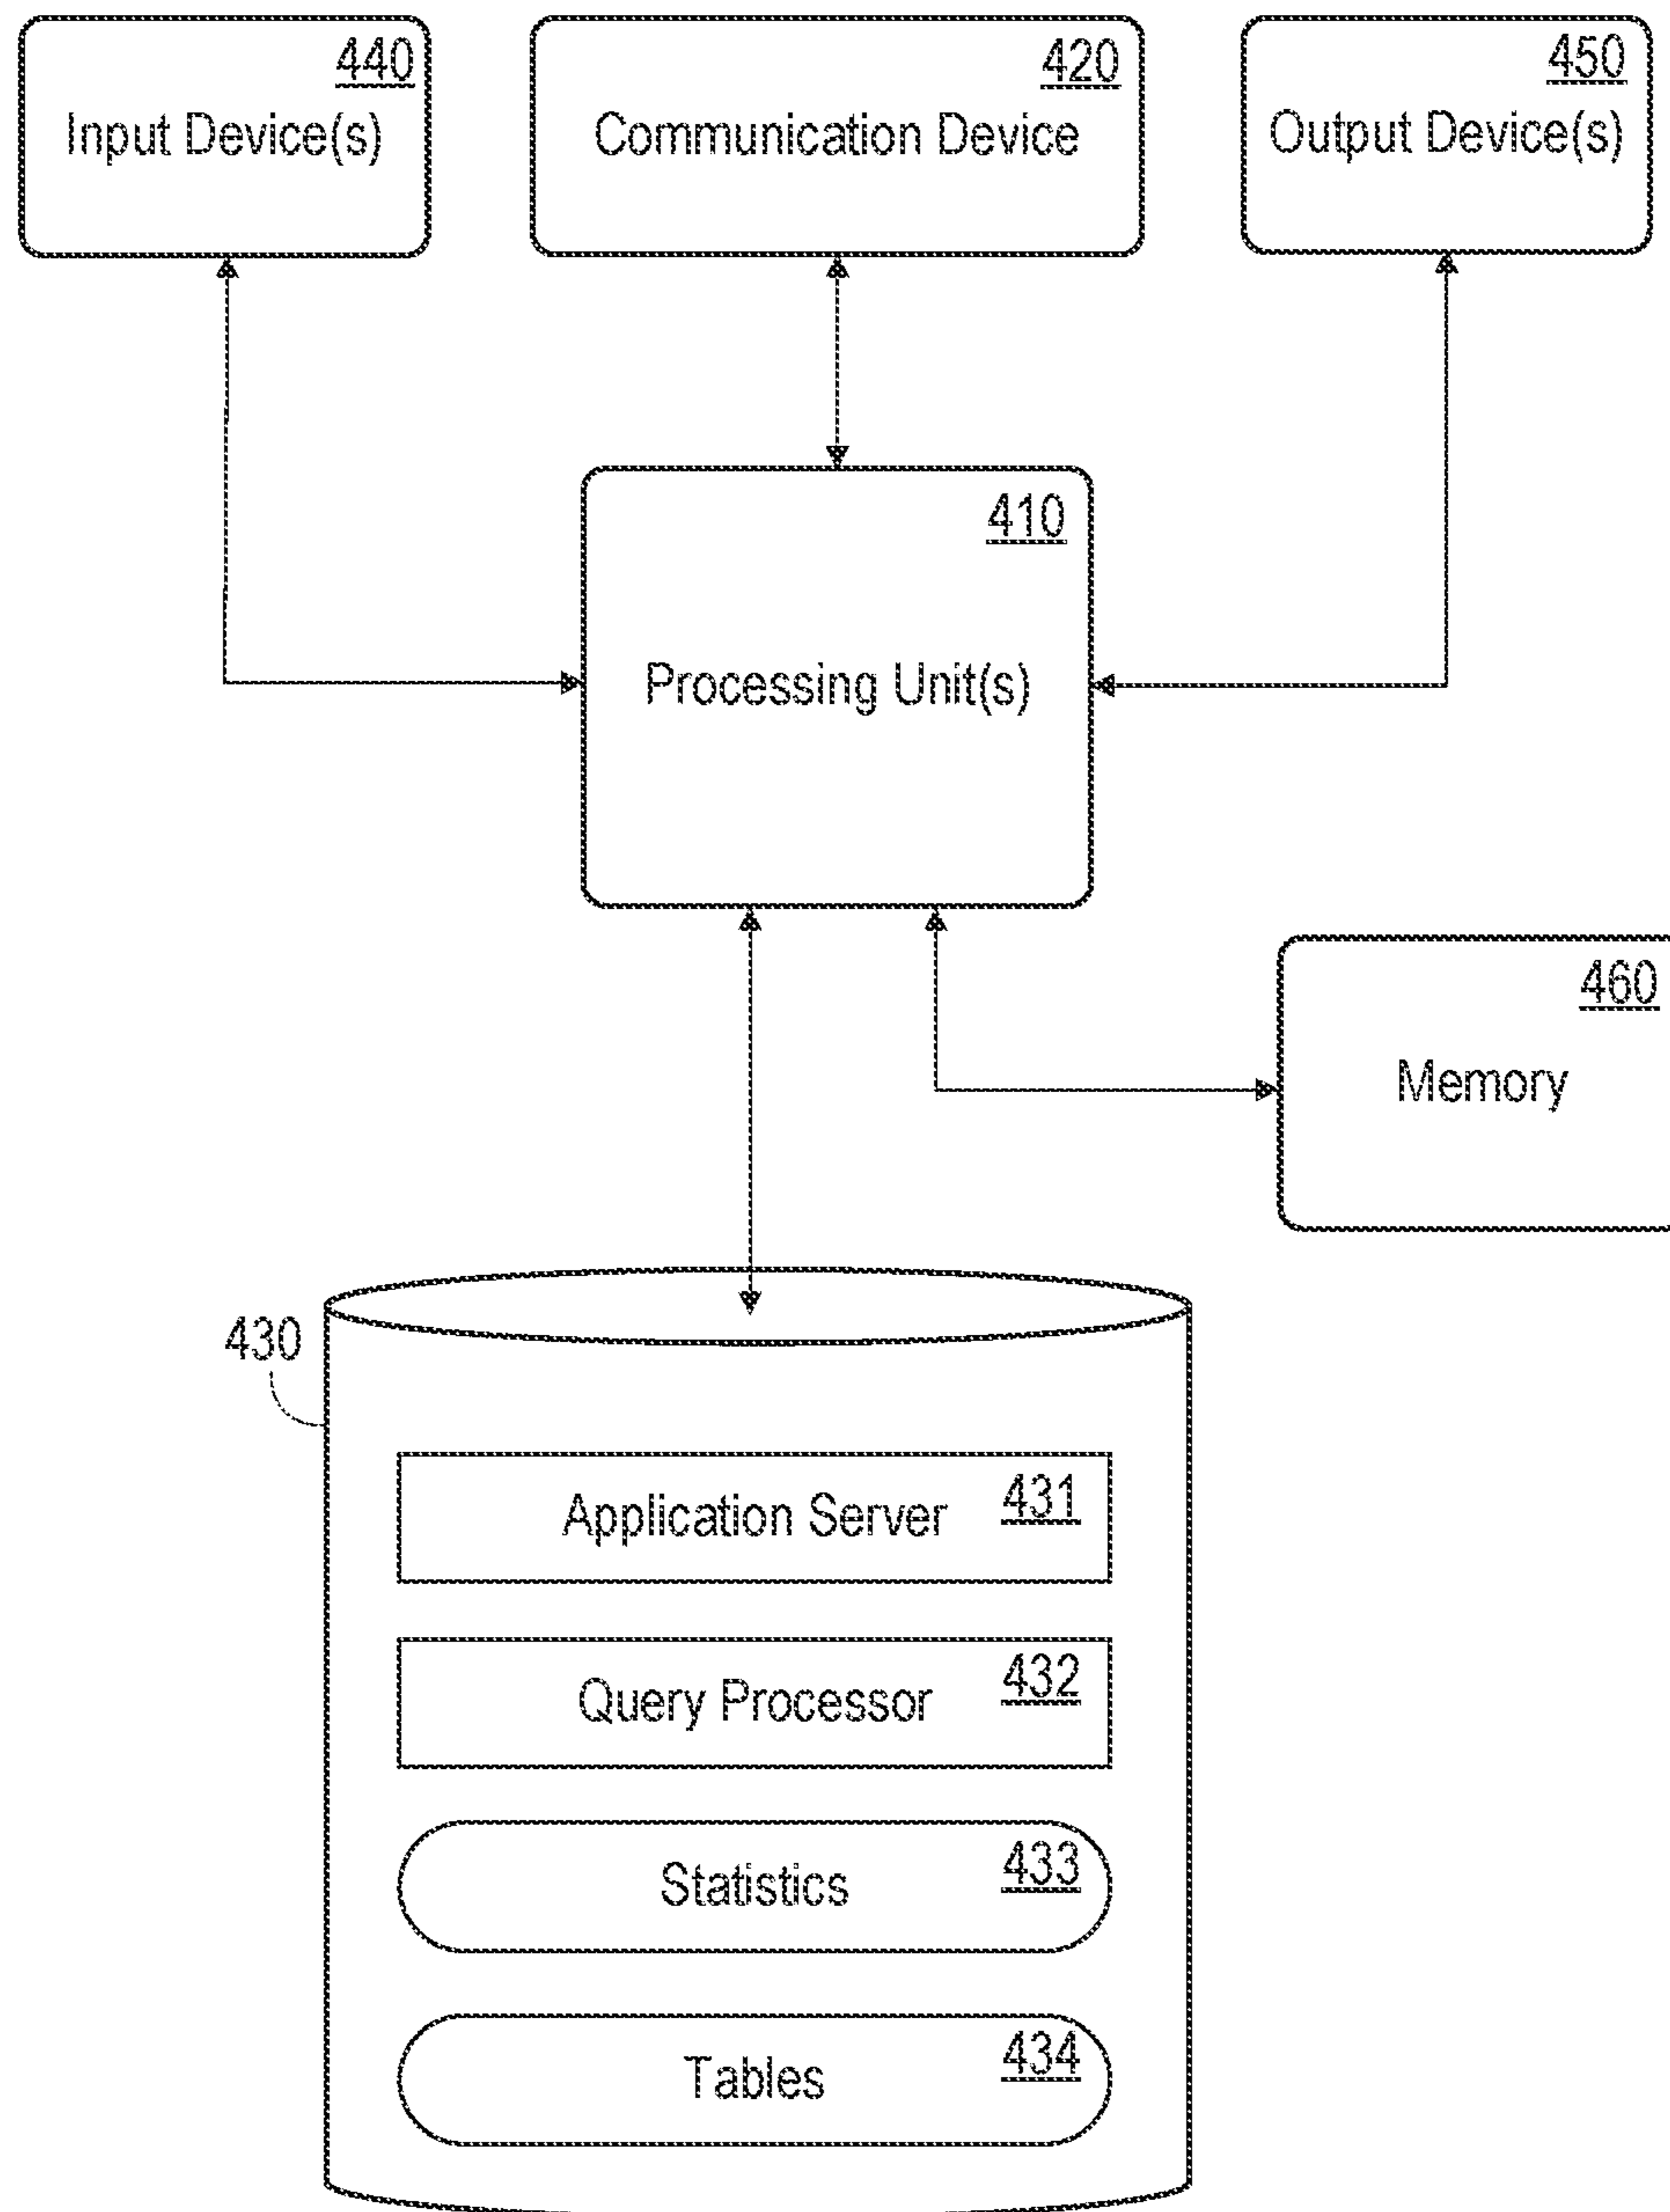 440
Input Device(s)
420
Communication Device
450
Output Device(s)
410
Processing Unit(s)
460
Memory
430
Application Server 431
Query Processor 432
Statistics 433
Tables 434